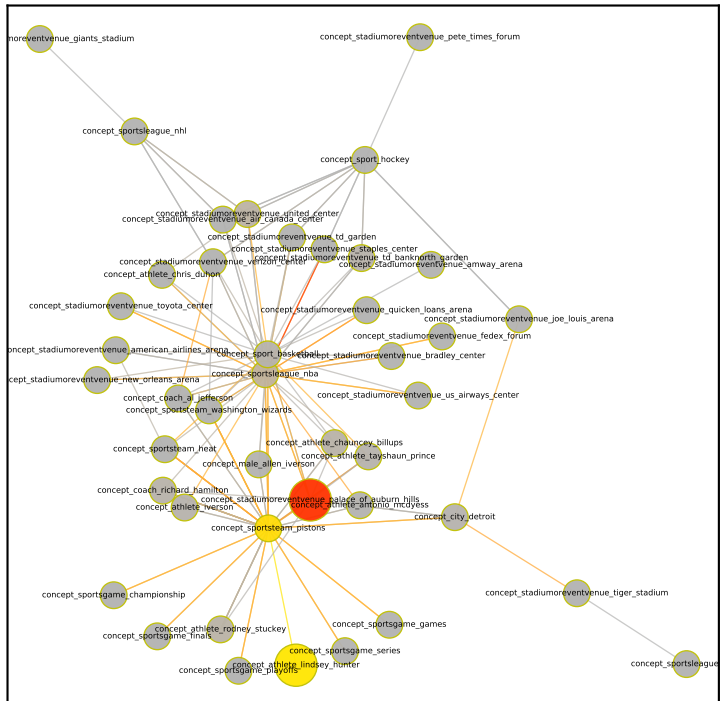 moreventvenue_giants_stadium
concept_stadiumoreventvenue_pete_times_forum
concept_sportsleague_nhl
concept_sport_hockey
concept_stadiumoreventvenue_united_center
concept_stadiumoreventvenue_air_canada_center
concept_stadiumoreventvenue_td_garden
concept_stadiumoreventvenue_staples_center
concept_stadiumoreventvenue_td_banknorth_garden
concept_stadiumoreventvenue_verizon_center
concept_stadiumoreventvenue_amway_arena
concept_athlete_chris_duhon
concept_stadiumoreventvenue_toyota_center
concept_stadiumoreventvenue_quicken_loans_arena
concept_stadiumoreventvenue_joe_louis_arena
concept_stadiumoreventvenue_fedex_forum
concept_stadiumoreventvenue_american_airlines_arena
concept_sport_basketball
concept_stadiumoreventvenue_bradley_center
concept_sportsleague_nba
cept_stadiumoreventvenue_new_orleans_arena
concept_stadiumoreventvenue_us_airways_center
concept_coach_al_jefferson
concept_sportsteam_washington_wizards
concept_athlete_chauncey_billups
concept_sportsteam_heat
concept_athlete_tayshaun_prince
concept_male_allen_iverson
concept_coach_richard_hamilton
concept_stadiumoreventvenue_palace_of_auburn_hills
concept_athlete_antonio_mcdyess
concept_athlete_iverson
concept_city_detroit
concept_sportsteam_pistons
concept_stadiumoreventvenue_tiger_stadium
concept_sportsgame_championship
concept_sportsgame_games
concept_athlete_rodney_stuckey
concept_sportsgame_finals
concept_sportsgame_series
concept_athlete_lindsey_hunter
concept_sportsgame_playoffs
concept_sportsleague